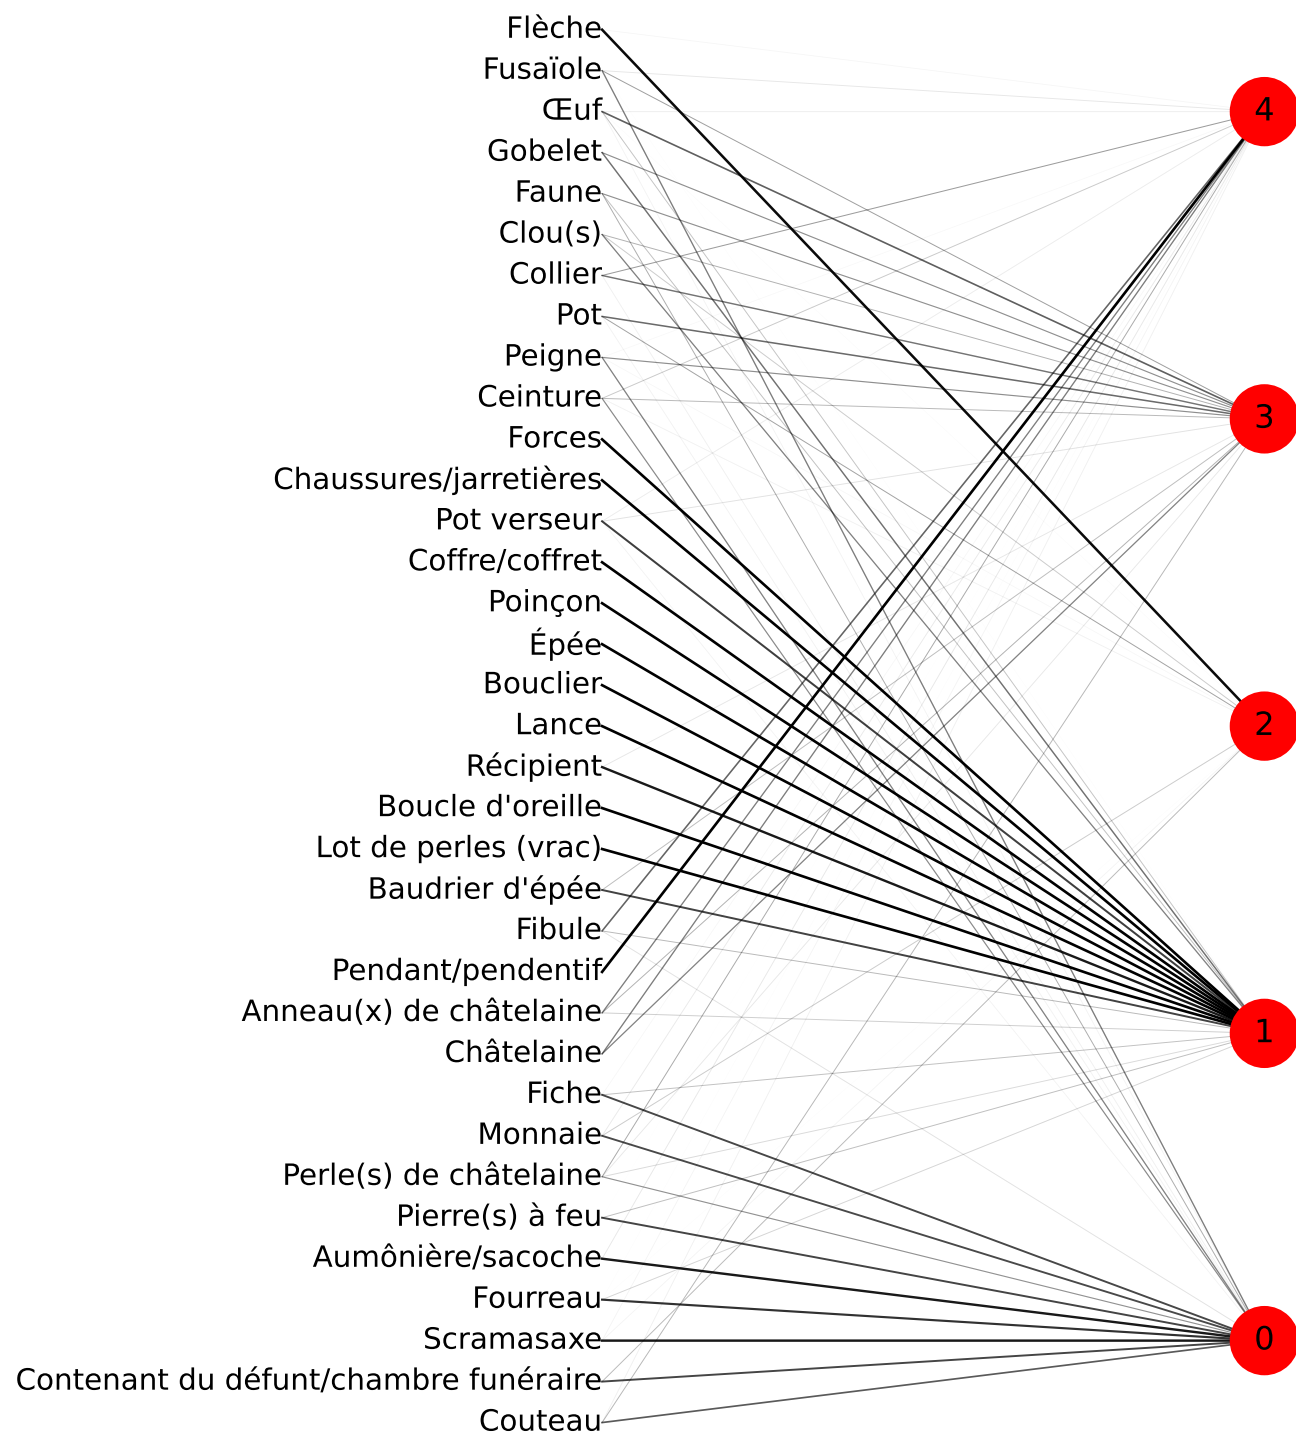 Flèche
Fusaïole
Œuf
Gobelet
Faune
Clou(s)
Collier
Pot
Peigne
Ceinture
Forces
Chaussures/jarretières
Pot verseur
Coffre/coffret
Poinçon
Épée
Bouclier
Lance
Récipient
Boucle d'oreille
Lot de perles (vrac)
Baudrier d'épée
Fibule
Pendant/pendentif
Anneau(x) de châtelaine
Châtelaine
Fiche
Monnaie
Perle(s) de châtelaine
Pierre(s) à feu
Aumônière/sacoche
Fourreau
Scramasaxe
Contenant du défunt/chambre funéraire
Couteau
4
3
2
1
0